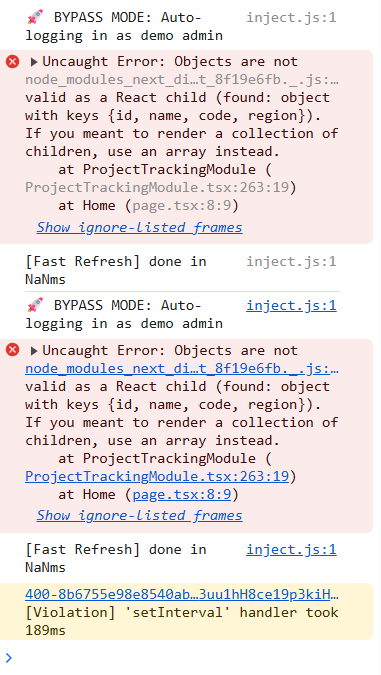 🚀 BYPASS MODE: Auto- inject.js:1
logging in as demo admin
Uncaught Error: Objects are not
node_modules_next_di…t_8f19e6fb._.js:…
valid as a React child (found: object
with keys {id, name, code, region}).
If you meant to render a collection of
children, use an array instead.
at ProjectTrackingModule (
ProjectTrackingModule.tsx:263:19)
at Home (page.tsx:8:9)
Show ignore-listed frames
[Fast Refresh] done in inject.js:1
NaNms
🚀 BYPASS MODE: Auto- inject.js:1
logging in as demo admin
Uncaught Error: Objects are not
node_modules_next_di…t_8f19e6fb._.js:…
valid as a React child (found: object
with keys {id, name, code, region}).
If you meant to render a collection of
children, use an array instead.
at ProjectTrackingModule (
ProjectTrackingModule.tsx:263:19)
at Home (page.tsx:8:9)
Show ignore-listed frames
[Fast Refresh] done in inject.js:1
NaNms
400-8b6755e98e8540ab…3uu1hH8ce19p3kiH…
[Violation] 'setInterval' handler took
189ms